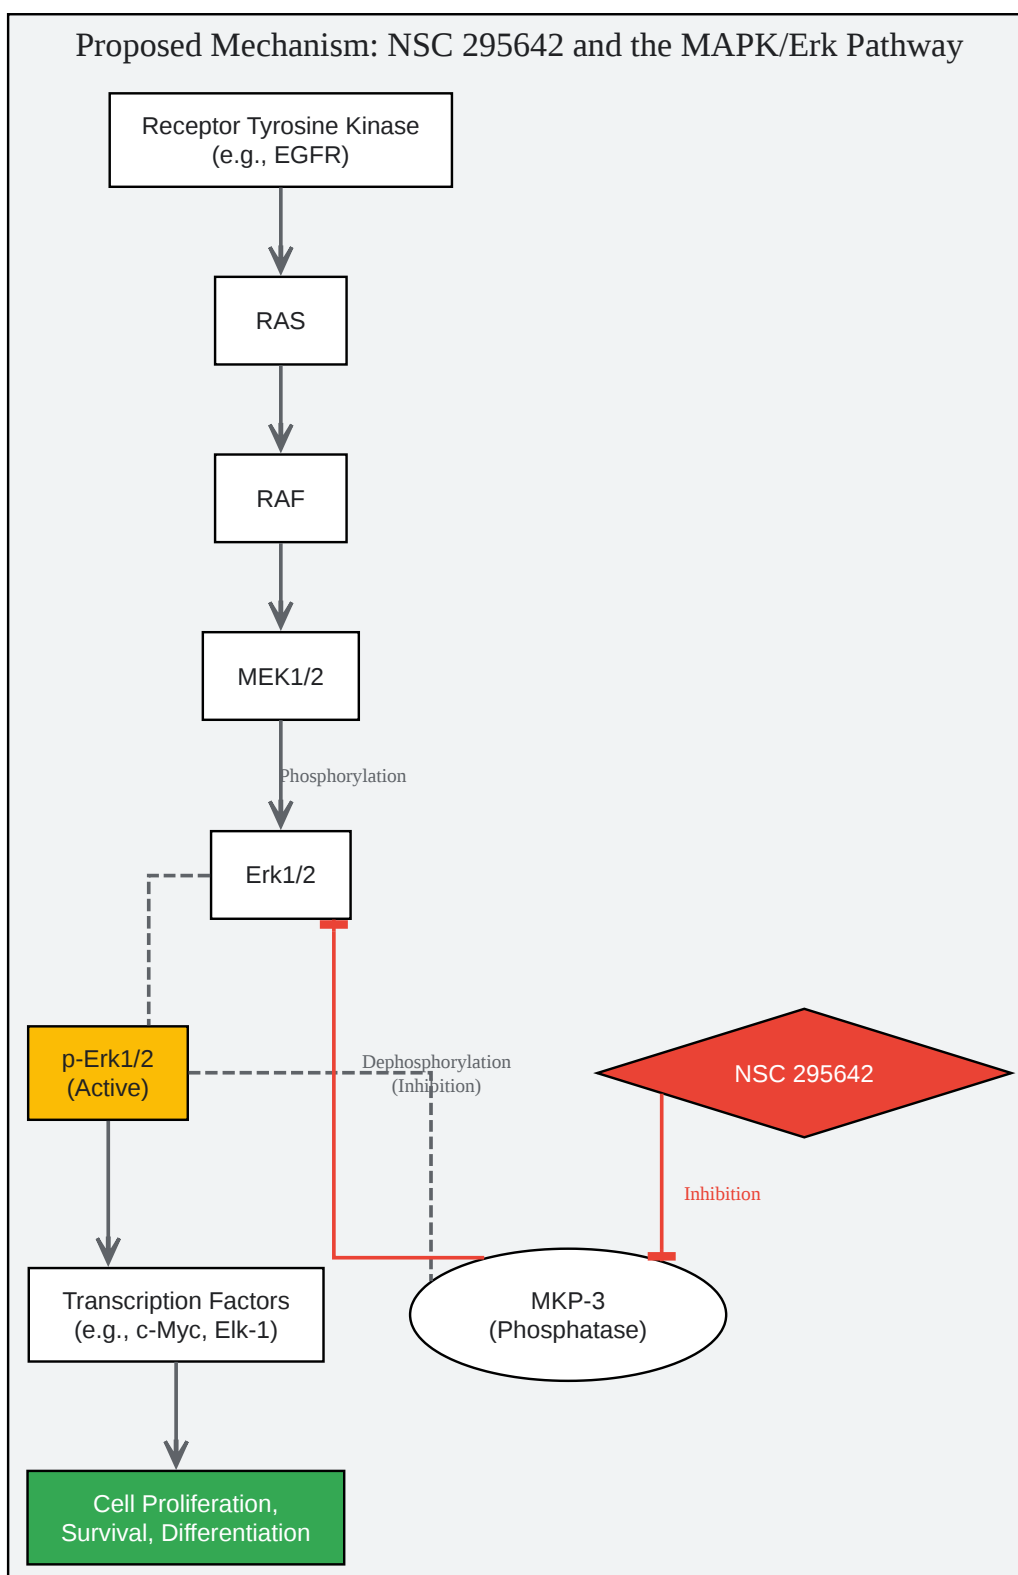 Proposed Mechanism: NSC 295642 and the MAPK/Erk Pathway
Receptor Tyrosine Kinase
(e.g., EGFR)
RAS
RAF
MEK1/2
Phosphorylation
Erk1/2
p-Erk1/2
(Active)
Dephosphorylation
(Inhibition)
NSC 295642
Inhibition
Transcription Factors
(e.g., c-Myc, Elk-1)
MKP-3
(Phosphatase)
Cell Proliferation,
Survival, Differentiation